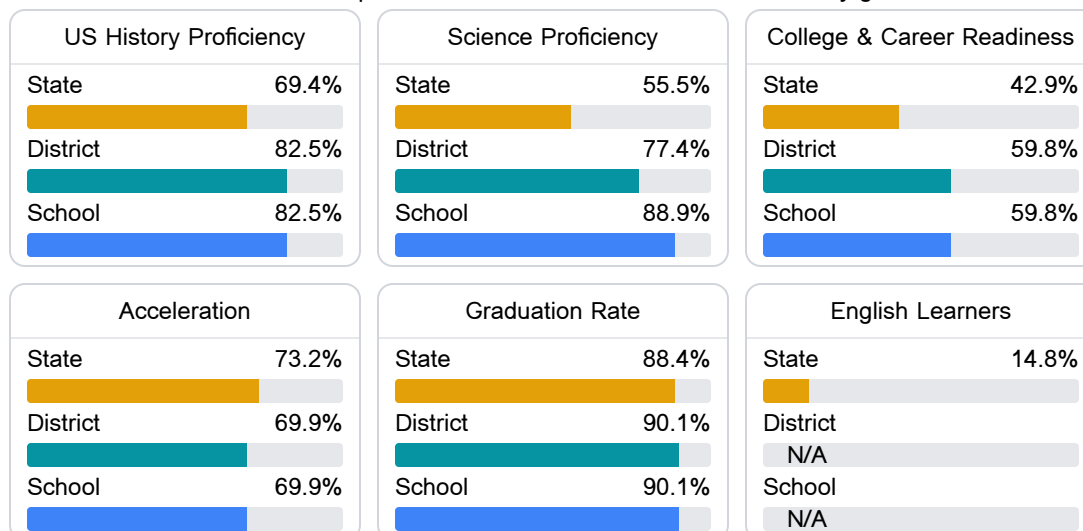 US History Proficiency
State 69.4%
District 82.5%
School 82.5%
Science Proficiency
State 55.5%
District 77.4%
School 88.9%
College & Career Readiness
State 42.9%
District 59.8%
School 59.8%
Acceleration
State 73.2%
District 69.9%
School 69.9%
Graduation Rate
State 88.4%
District 90.1%
School 90.1%
English Learners
State 14.8%
District
N/A
School
N/A